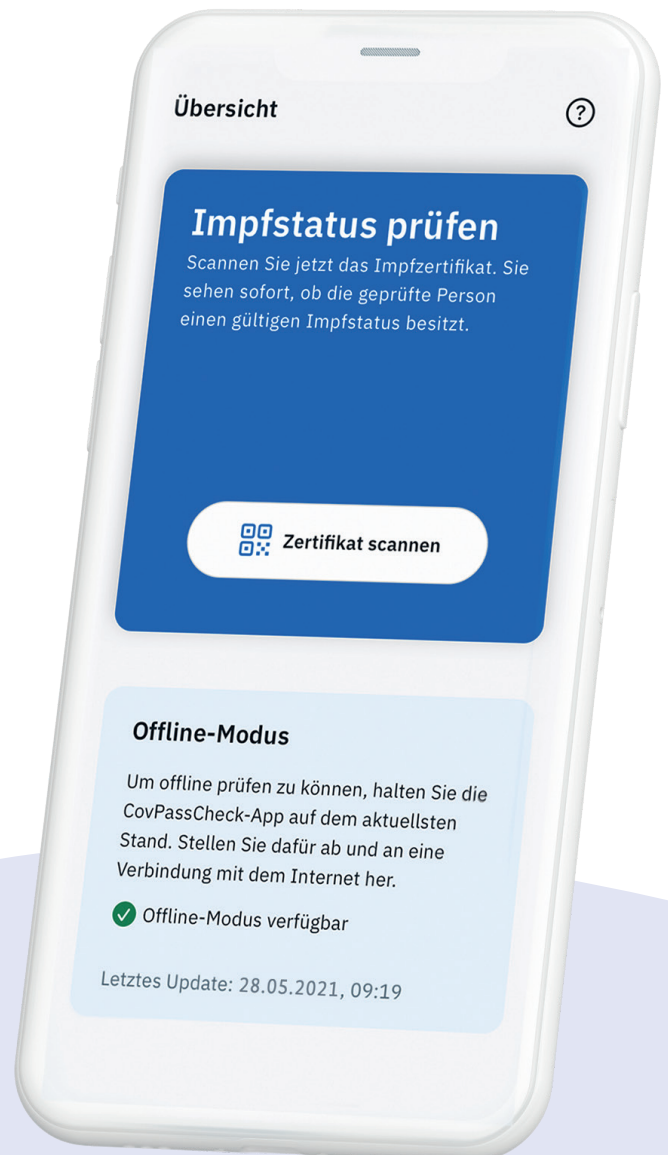 Übersicht
?
Impfstatus prüfen
Scannen Sie jetzt das Impfzertifikat. Sie
sehen sofort, ob die geprüfte Person
einen gültigen Impfstatus besitzt.
Zertifikat scannen
Offline-Modus
Um offline prüfen zu können, halten Sie die
CovPassCheck-App auf dem aktuellsten
Stand. Stellen Sie dafür ab und an eine
Verbindung mit dem Internet her.
Offline-Modus verfügbar
Letztes Update: 28.05.2021, 09:19